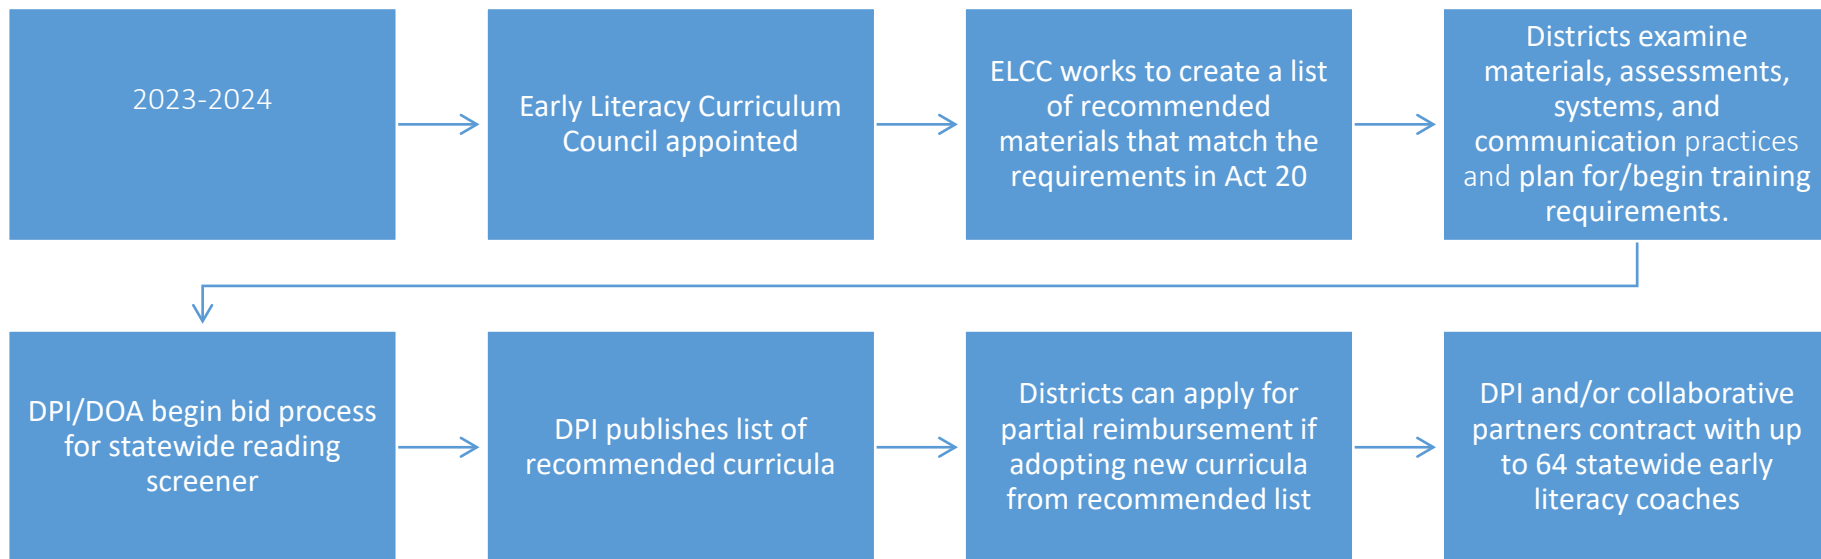 2023-2024
Early Literacy Curriculum
Council appointed
ELCC works to create a list
of recommended
materials that match the
requirements in Act 20
Districts examine
materials, assessments,
systems, and
communication practices
and plan for/begin training
requirements.
DPI/DOA begin bid process
for statewide reading
screener
DPI publishes list of
recommended curricula
Districts can apply for
partial reimbursement if
adopting new curricula
from recommended list
DPI and/or collaborative
partners contract with up
to 64 statewide early
literacy coaches